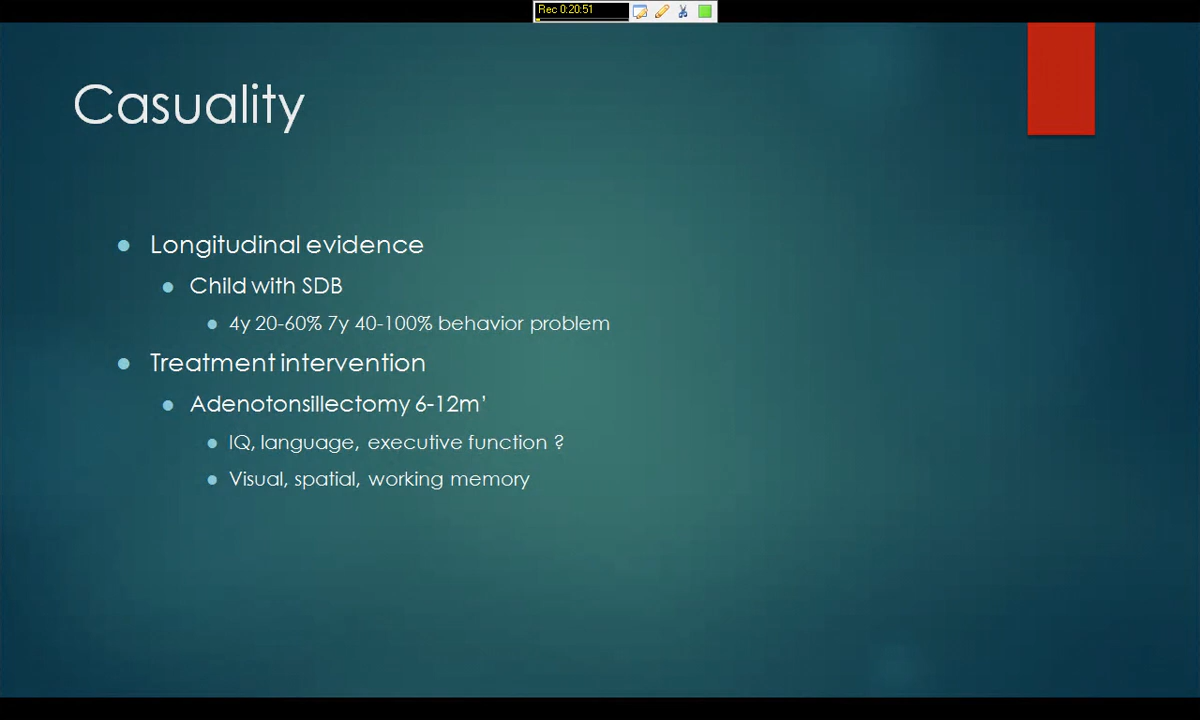 Rec 0:20:51
Casuality
Longitudinal evidence
Child with SDB
4y 20-60% 7y 40-100% behavior problem
Treatment intervention
Adenotonsillectomy 6-12m'
IQ, language, executive function ?
Visual, spatial, working memory